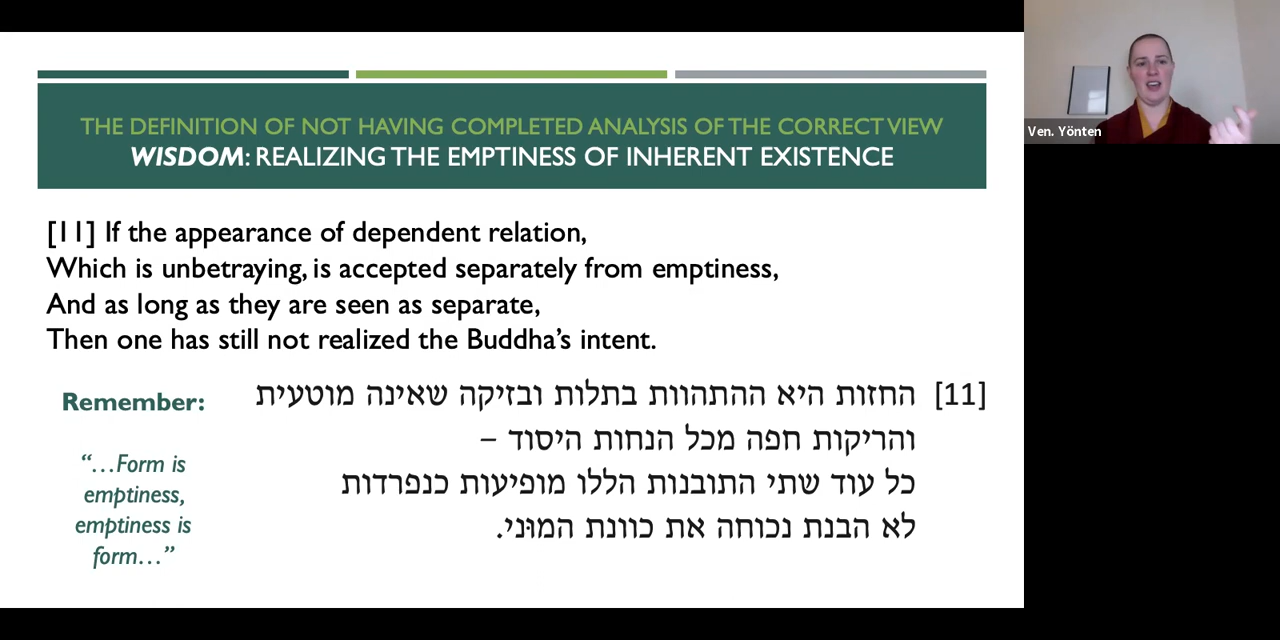 THE DEFINITION OF NOT HAVING COMPLETED ANALYSIS OF THE CORRECT VIEW
WISDOM: REALIZING THE EMPTINESS OF INHERENT EXISTENCE
[11] If the appearance of dependent relation,
Which is unbetraying, is accepted separately from emptiness,
And as long as they are seen as separate,
Then one has still not realized the Buddha's intent.
[11] החזות היא ההתהוות בתלות ובזיקה שאינה מוטעית
והריקות חפה מכל הנחות היסוד –
כל עוד שתי התובנות הללו מופיעות כנפרדות
לא הבנת נכוחה את כוונת המוּני.
Remember:
“…Form is
emptiness,
emptiness is
form…”
Ven. Yönten